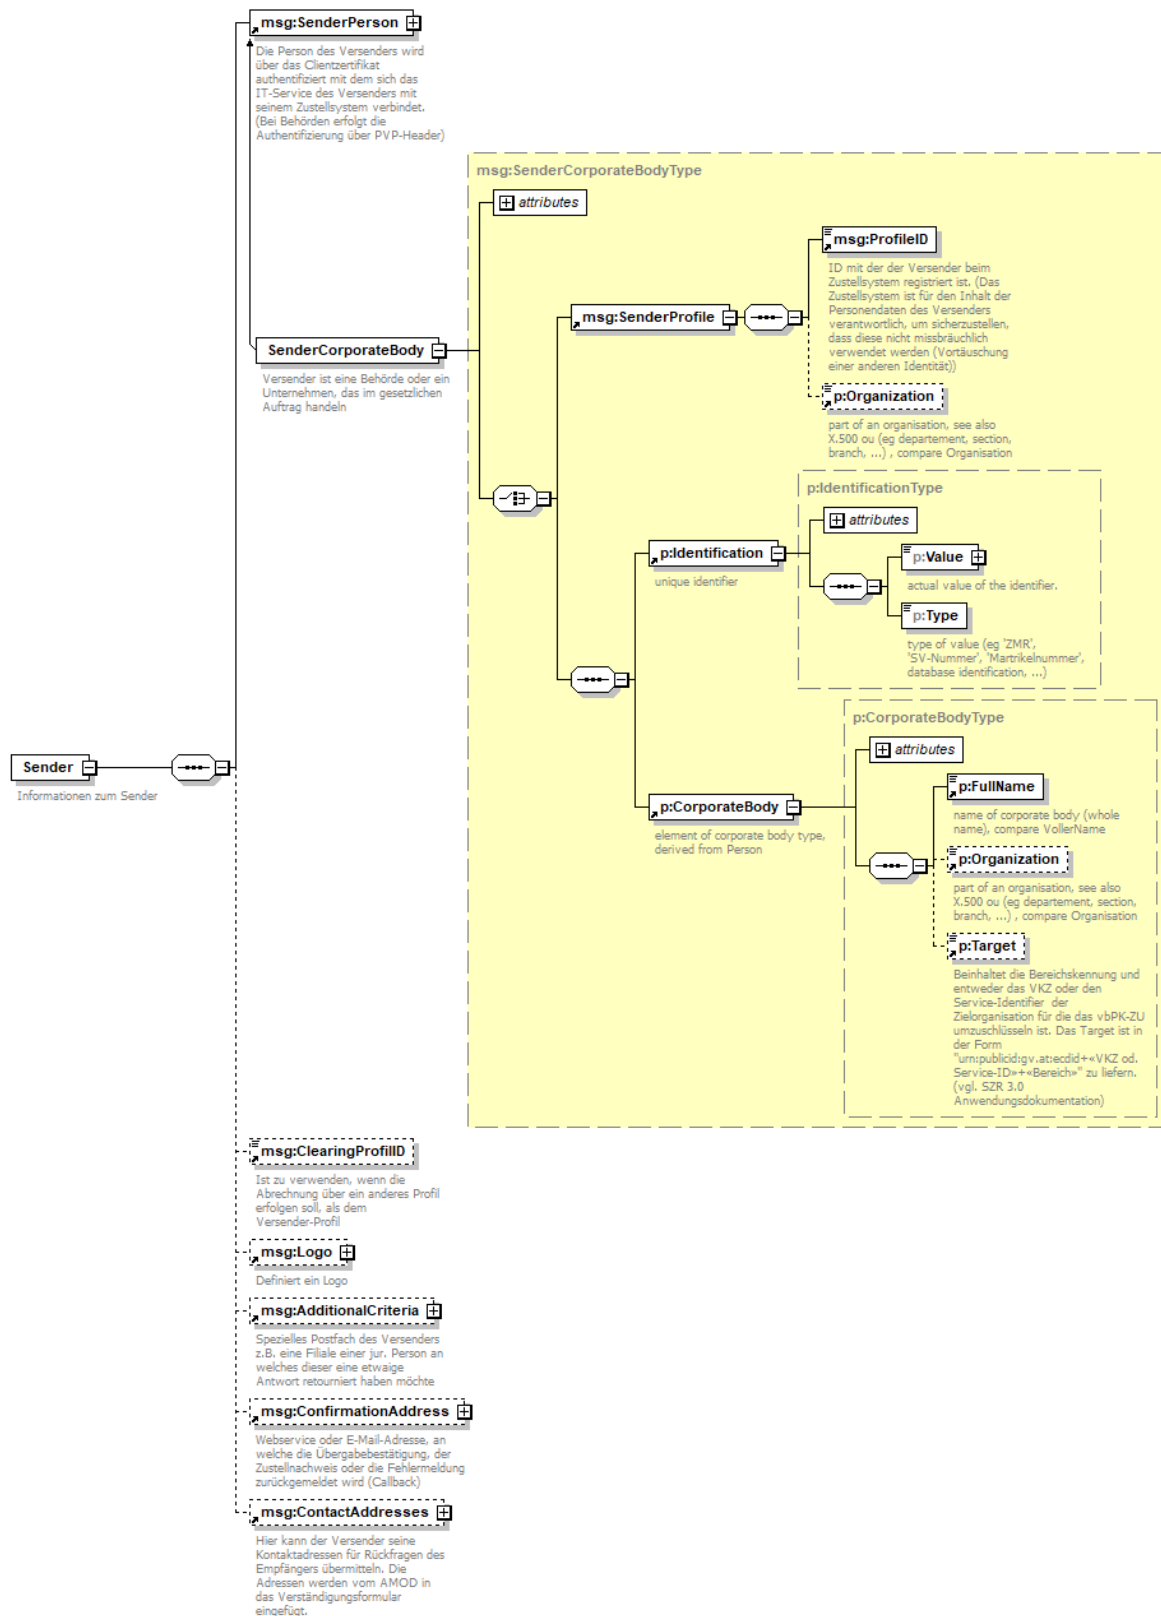 msg:SenderPerson
Die Person des Versenders wird
über das Clientzertifikat
authentifiziert mit dem sich das
IT-Service des Versenders mit
seinem Zustellsystem verbindet.
(Bei Behörden erfolgt die
Authentifizierung über PVP-Header)
msg:SenderCorporateBodyType
attributes
msg:ProfileID
ID mit der der Versender beim
Zustellsystem registriert ist. (Das
Zustellsystem ist für den Inhalt der
Personendaten des Versenders
verantwortlich, um sicherzustellen,
dass diese nicht missbräuchlich
verwendet werden (Vortäuschung
einer anderen Identität))
msg:SenderProfile
SenderCorporateBody
Versender ist eine Behörde oder ein
Unternehmen, das im gesetzlichen
Auftrag handeln
p:Organization
part of an organisation, see also
X.500 ou (eg departement, section,
branch, ...) , compare Organisation
p:IdentificationType
attributes
p:Identification
unique identifier
p:Value
actual value of the identifier.
p:Type
type of value (eg 'ZMR',
'SV-Nummer', 'Martrikelnummer',
database identification, ...)
p:CorporateBodyType
attributes
Sender
Informationen zum Sender
p:CorporateBody
element of corporate body type,
derived from Person
p:FullName
name of corporate body (whole
name), compare VollerName
p:Organization
part of an organisation, see also
X.500 ou (eg departement, section,
branch, ...) , compare Organisation
p:Target
Beinhaltet die Bereichskennung und
entweder das VKZ oder den
Service-Identifier der
Zielorganisation für die das vbPK-ZU
umzuschlüsseln ist. Das Target ist in
der Form
"urn:publicid:gv.at:ecdid+«VKZ od.
Service-ID»+«Bereich»" zu liefern.
(vgl. SZR 3.0
Anwendungsdokumentation)
msg:ClearingProfilID
Ist zu verwenden, wenn die
Abrechnung über ein anderes Profil
erfolgen soll, als dem
Versender-Profil
msg:Logo
Definiert ein Logo
msg:AdditionalCriteria
Spezielles Postfach des Versenders
z.B. eine Filiale einer jur. Person an
welches dieser eine etwaige
Antwort retourniert haben möchte
msg:ConfirmationAddress
Webservice oder E-Mail-Adresse, an
welche die Übergabebestätigung, der
Zustellnachweis oder die Fehlermeldung
zurückgemeldet wird (Callback)
msg:ContactAddresses
Hier kann der Versender seine
Kontaktadressen für Rückfragen des
Empfängers übermitteln. Die
Adressen werden vom AMOD in
das Verständigungsformular
eingefügt.